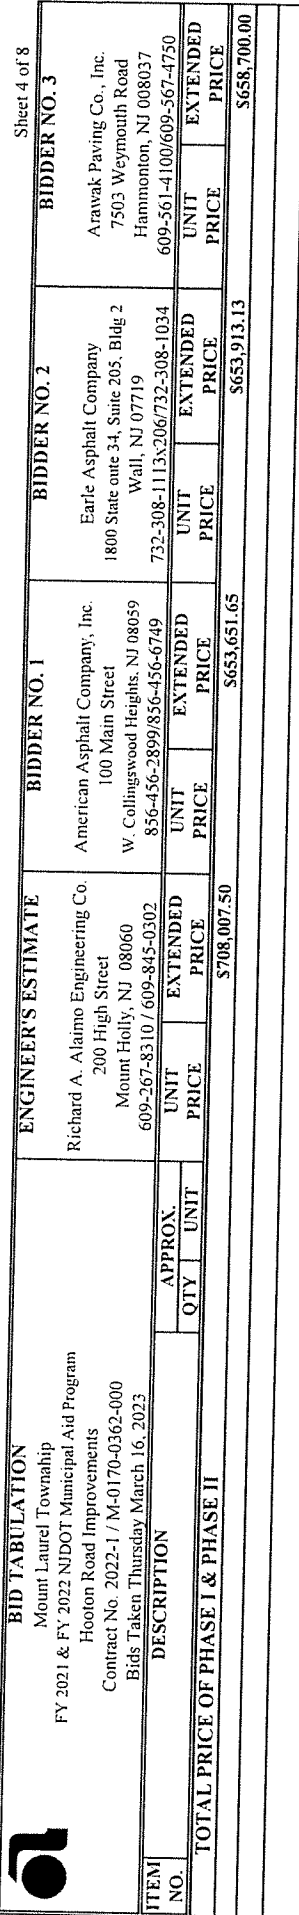 Sheet 4 of 8
BID TABULATION
Mount Laurel Townahip
FY 2021 & FY 2022 NJDOT Municipal Aid Program
Hooton Road Improvements
Contract No. 2022-1 / M-0170-0362-000
Bids Taken Thursday March 16, 2023
ENGINEER'S ESTIMATE
Richard A. Alaimo Engineering Co.
200 High Street
Mount Holly, NJ 08060
609-267-8310 / 609-845-0302
BIDDER NO. 1
American Asphalt Company, Inc.
100 Main Street
W. Collingswood Heights, NJ 08059
856-456-2899/856-456-6749
BIDDER NO. 2
Earle Asphalt Company
1800 State oute 34, Suite 205, Bldg 2
Wall, NJ 07719
732-308-1113x206/732-308-1034
BIDDER NO. 3
Arawak Paving Co., Inc.
7503 Weymouth Road
Hammonton, NJ 008037
609-561-4100/609-567-4750
ITEM
NO.
DESCRIPTION
APPROX.
QTY UNIT
UNIT
PRICE
EXTENDED
PRICE
UNIT
PRICE
EXTENDED
PRICE
UNIT
PRICE
EXTENDED
PRICE
UNIT
PRICE
EXTENDED
PRICE
TOTAL PRICE OF PHASE I & PHASE II $708,007.50 $653,651.65 $653,913.13 $658,700.00